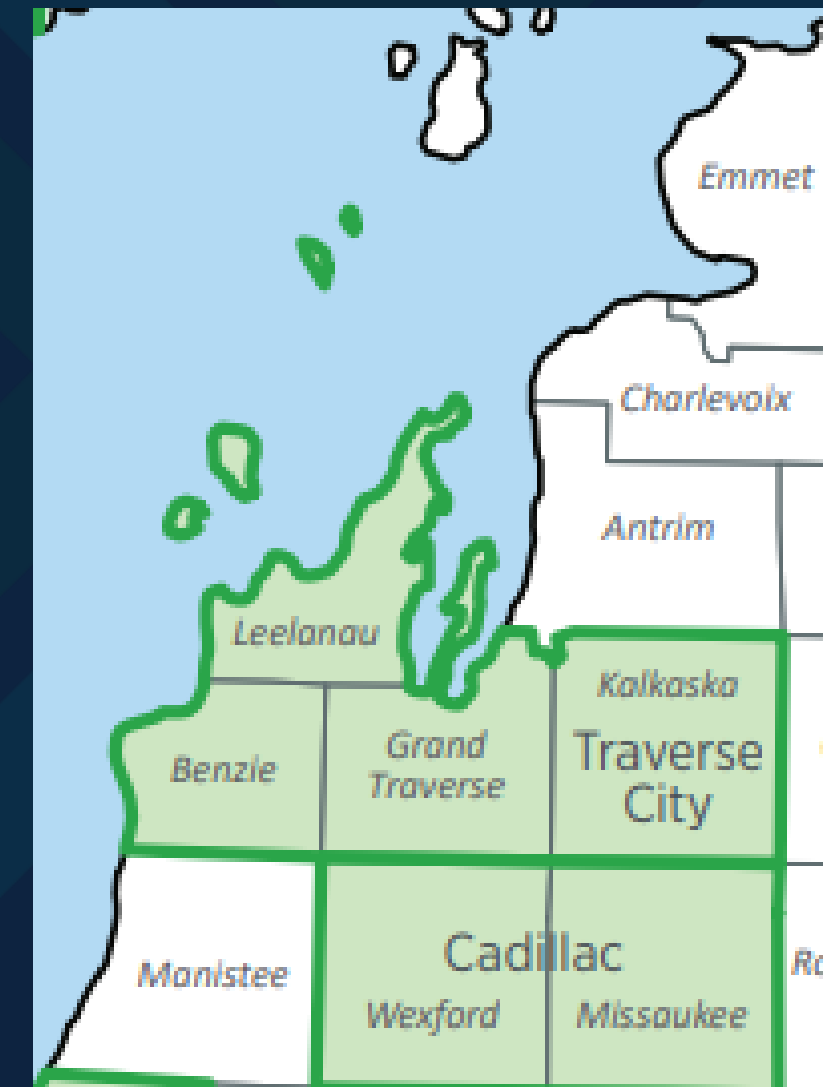 Emmet
Charlevoix
Antrim
Leelanau
Kalkaska
Grand
Traverse
Traverse
City
Benzie
Cadillac
Manistee
Wexford
Missaukee